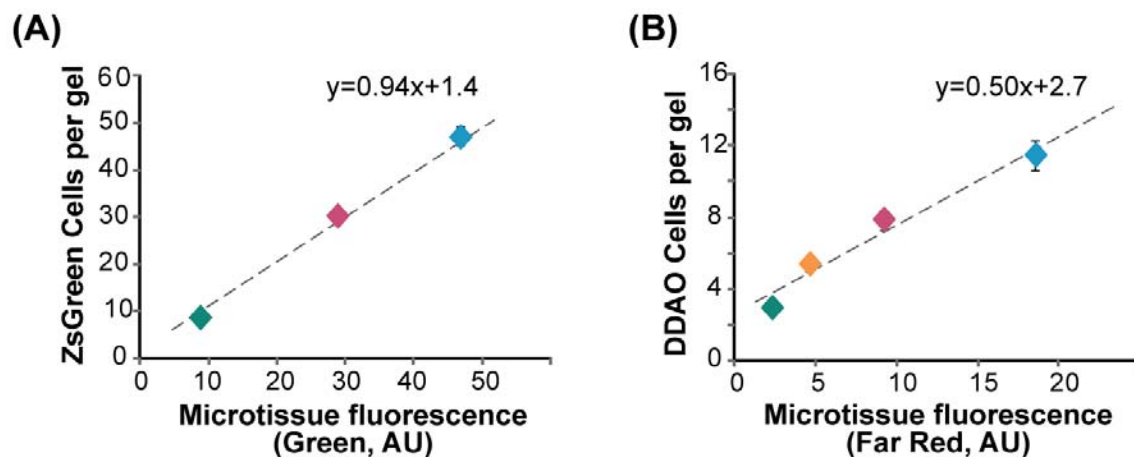 (A)
y=0.94x+1.4
ZsGreen Cells per gel
60
50
40
30
20
10
0
0 10 20 30 40 50
Microtissue fluorescence
(Green, AU)
(B)
y=0.50x+2.7
DDAO Cells per gel
16
12
8
4
0
0 5 10 15 20
Microtissue fluorescence
(Far Red, AU)